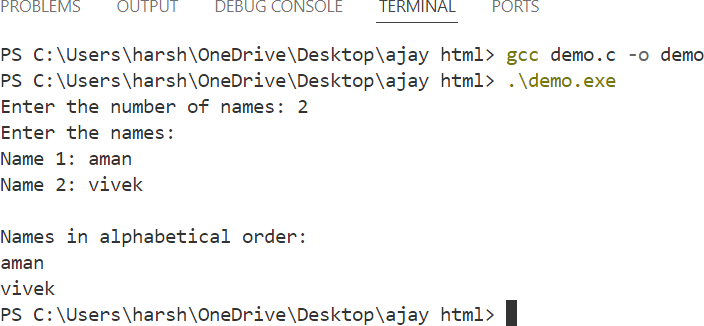 PROBLEMS OUTPUT DEBUG CONSOLE TERMINAL PORTS
PS C:\Users\harsh\OneDrive\Desktop\ajay html> gcc demo.c -o demo
PS C:\Users\harsh\OneDrive\Desktop\ajay html> .\demo.exe
Enter the number of names: 2
Enter the names:
Name 1: aman
Name 2: vivek
Names in alphabetical order:
aman
vivek
PS C:\Users\harsh\OneDrive\Desktop\ajay html>